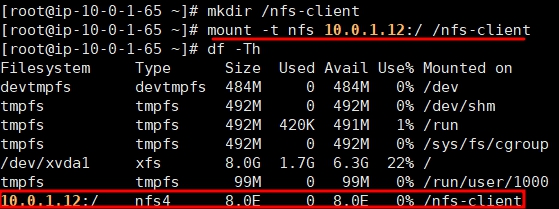 [root@ip-10-0-1-65 ~]# mkdir /nfs-client
[root@ip-10-0-1-65 ~]# mount -t nfs 10.0.1.12:/ /nfs-client
[root@ip-10-0-1-65 ~]# df -Th
Filesystem Type Size Used Avail Use% Mounted on
devtmpfs devtmpfs 484M 0 484M 0% /dev
tmpfs tmpfs 492M 0 492M 0% /dev/shm
tmpfs tmpfs 492M 420K 491M 1% /run
tmpfs tmpfs 492M 0 492M 0% /sys/fs/cgroup
/dev/xvda1 xfs 8.0G 1.7G 6.3G 22% /
tmpfs tmpfs 99M 0 99M 0% /run/user/1000
10.0.1.12:/ nfs4 8.0E 0 8.0E 0% /nfs-client